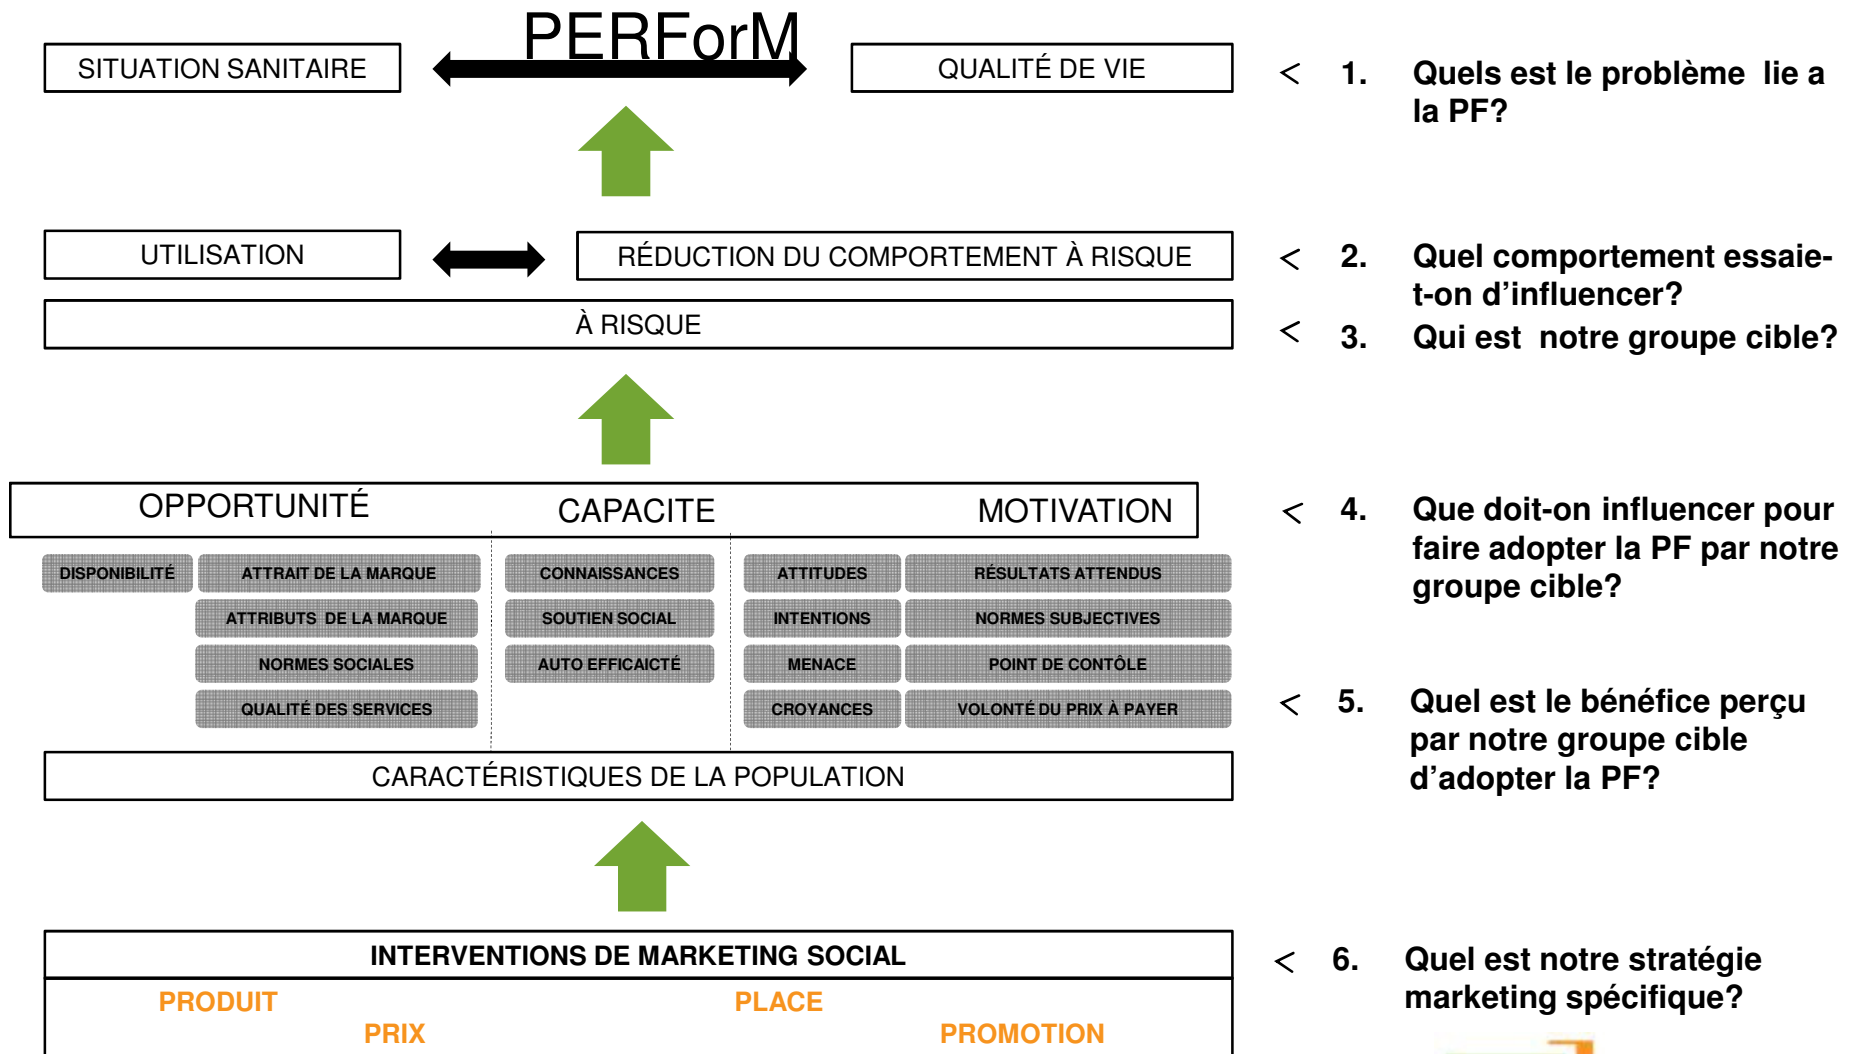 PERForM
SITUATION SANITAIRE
QUALITÉ DE VIE
< 1. Quels est le problème lie a
la PF?
UTILISATION
RÉDUCTION DU COMPORTEMENT À RISQUE
< 2. Quel comportement essaie-
t-on d’influencer?
À RISQUE
< 3. Qui est notre groupe cible?
OPPORTUNITÉ
CAPACITE
MOTIVATION
< 4. Que doit-on influencer pour
faire adopter la PF par notre
groupe cible?
DISPONIBILITÉ
ATTRAIT DE LA MARQUE
CONNAISSANCES
ATTITUDES
RÉSULTATS ATTENDUS
ATTRIBUTS DE LA MARQUE
SOUTIEN SOCIAL
INTENTIONS
NORMES SUBJECTIVES
NORMES SOCIALES
AUTO EFFICAICTÉ
MENACE
POINT DE CONTÔLE
QUALITÉ DES SERVICES
CROYANCES
VOLONTÉ DU PRIX À PAYER
< 5. Quel est le bénéfice perçu
par notre groupe cible
d’adopter la PF?
CARACTÉRISTIQUES DE LA POPULATION
INTERVENTIONS DE MARKETING SOCIAL
< 6. Quel est notre stratégie
marketing spécifique?
PRODUIT
PLACE
PRIX
PROMOTION